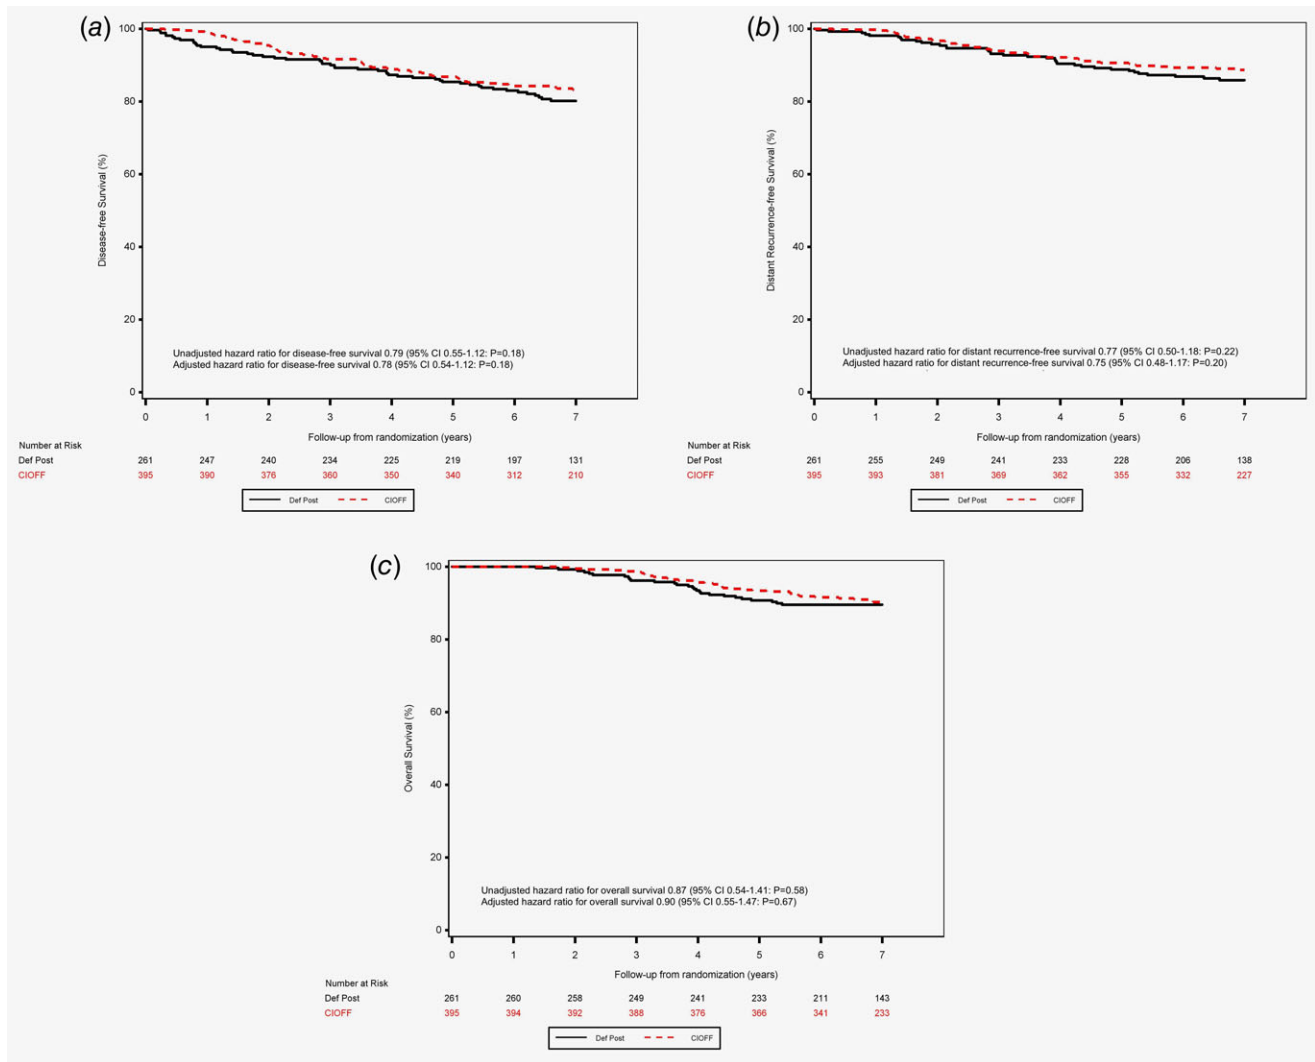 (a)
100
80
60
40
20
0
Disease-free Survival (%)
Unadjusted hazard ratio for disease-free survival 0.79 (95% CI 0.55-1.12: P=0.18)
Adjusted hazard ratio for disease-free survival 0.78 (95% CI 0.54-1.12: P=0.18)
0 1 2 3 4 5 6 7
Follow-up from randomization (years)
Number at Risk
Def Post 261 247 240 234 225 219 197 131
CIOFF 395 390 376 360 350 340 312 210
Def Post CIOFF
(b)
100
80
60
40
20
0
Distant Recurrence-free Survival (%)
Unadjusted hazard ratio for distant recurrence-free survival 0.77 (95% CI 0.50-1.18: P=0.22)
Adjusted hazard ratio for distant recurrence-free survival 0.75 (95% CI 0.48-1.17: P=0.20)
0 1 2 3 4 5 6 7
Follow-up from randomization (years)
Number at Risk
Def Post 261 255 249 241 233 228 206 138
CIOFF 395 393 381 369 362 355 332 227
Def Post CIOFF
(c)
100
80
60
40
20
0
Overall Survival (%)
Unadjusted hazard ratio for overall survival 0.87 (95% CI 0.54-1.41: P=0.58)
Adjusted hazard ratio for overall survival 0.90 (95% CI 0.55-1.47: P=0.67)
0 1 2 3 4 5 6 7
Follow-up from randomization (years)
Number at Risk
Def Post 261 260 258 249 241 233 211 143
CIOFF 395 394 392 388 376 366 341 233
Def Post CIOFF